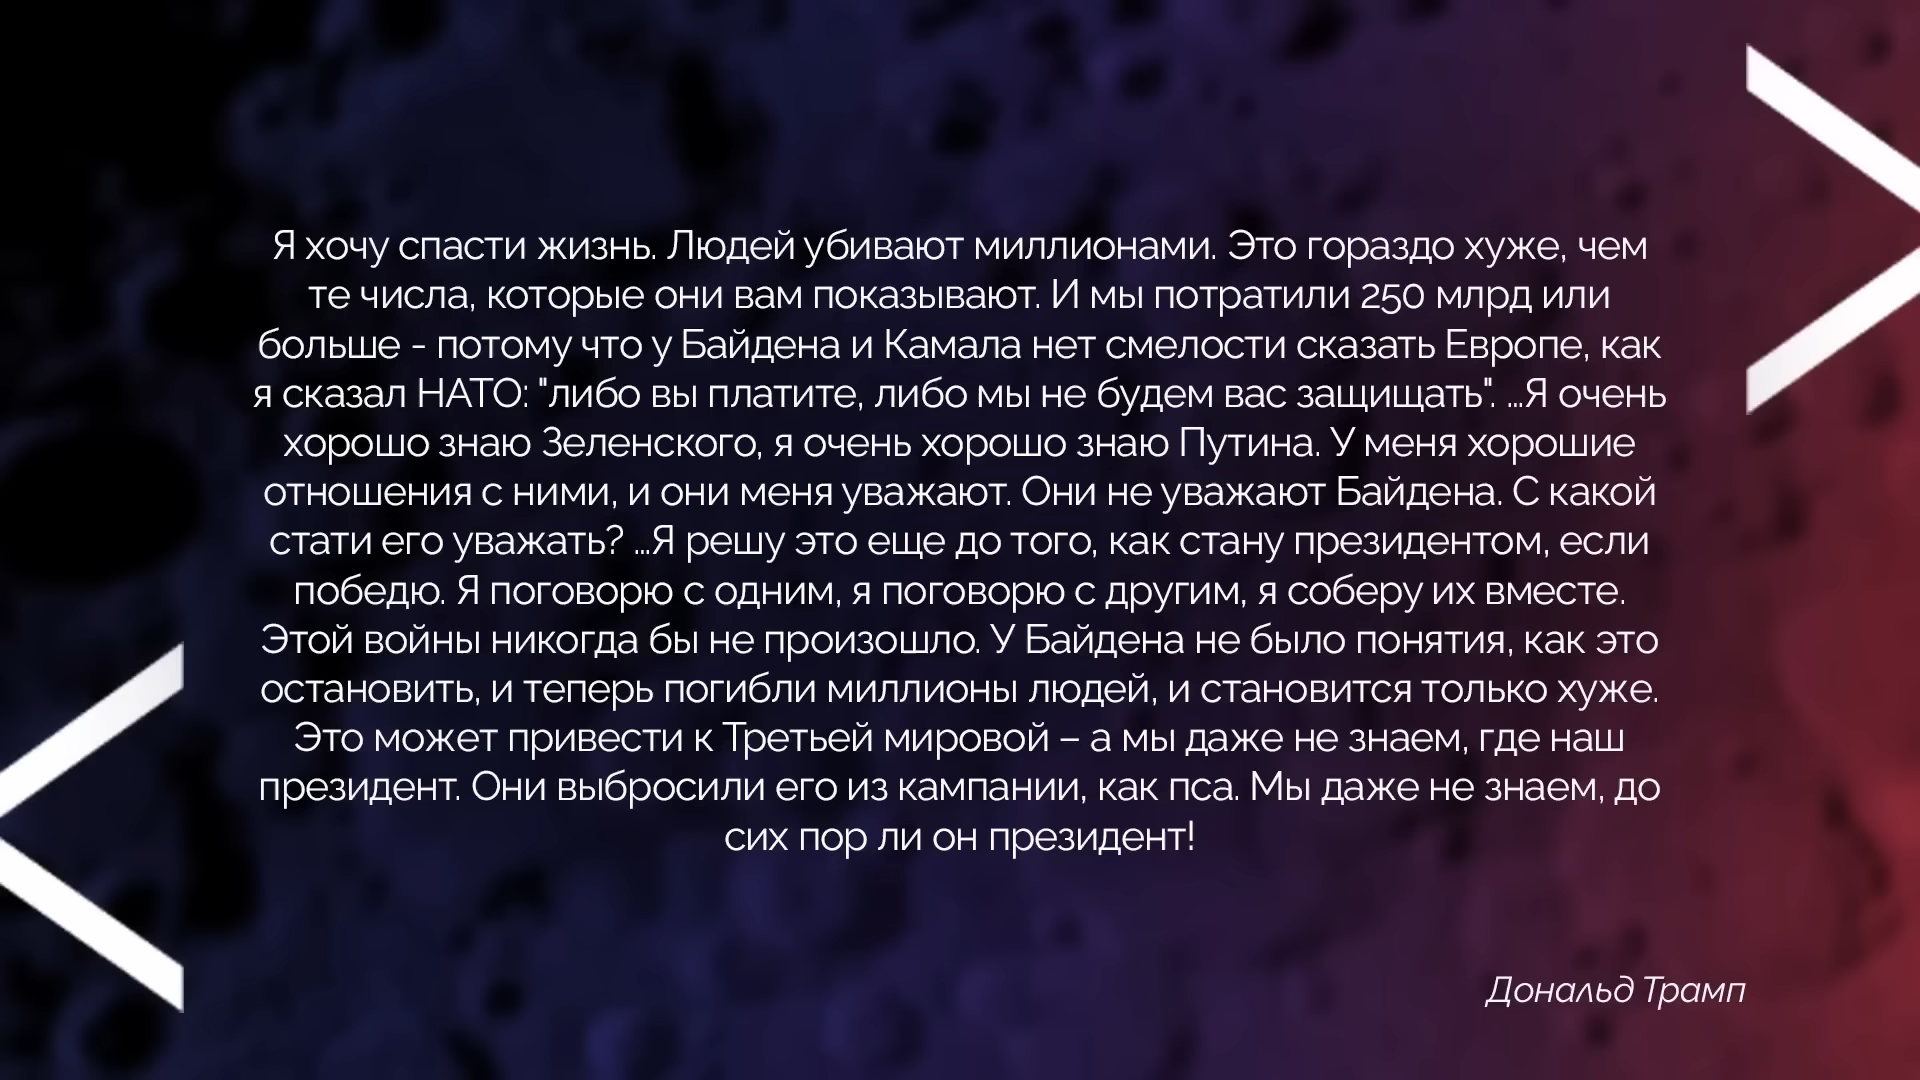 Я хочу спасти жизнь. Людей убивают миллионами. Это гораздо хуже, чем
те числа, которые они вам показывают. И мы потратили 250 млрд или
больше - потому что у Байдена и Камала нет смелости сказать Европе, как
я сказал НАТО: "либо вы платите, либо мы не будем вас защищать". ...Я очень
хорошо знаю Зеленского, я очень хорошо знаю Путина. У меня хорошие
отношения с ними, и они меня уважают. Они не уважают Байдена. С какой
стати его уважать? ...Я решу это еще до того, как стану президентом, если
победю. Я поговорю с одним, я поговорю с другим, я соберу их вместе.
Этой войны никогда бы не произошло. У Байдена не было понятия, как это
остановить, и теперь погибли миллионы людей, и становится только хуже.
Это может привести к Третьей мировой – а мы даже не знаем, где наш
президент. Они выбросили его из кампании, как пса. Мы даже не знаем, до
сих пор ли он президент!
Дональд Трамп